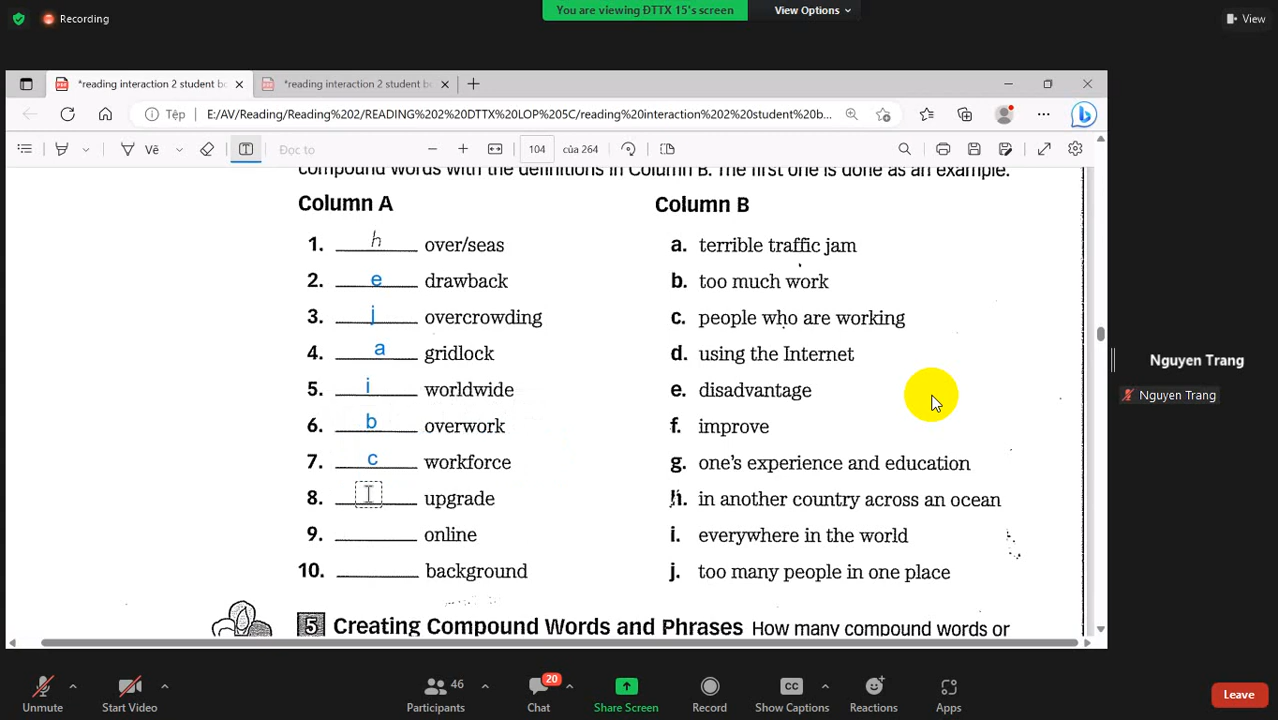 Recording
You are viewing ĐTTX 15's screen
View Options
View
*reading interaction 2 student bo
*reading interaction 2 student b
Tệp
E:/AV/Reading/Reading%202/READING%202%20DTTX%20LOP%205C/reading%20interaction%202%20student%20b...
Vẽ
Đọc to
104
của 264
compound words with the definitions in Column B. The first one is done as an example.
Column A
Column B
1. h over/seas
a. terrible traffic jam
2. e drawback
b. too much work
3. j overcrowding
c. people who are working
4. a gridlock
d. using the Internet
5. i worldwide
e. disadvantage
6. b overwork
f. improve
7. c workforce
g. one's experience and education
8. upgrade
h. in another country across an ocean
9. online
i. everywhere in the world
10. background
j. too many people in one place
5 Creating Compound Words and Phrases How many compound words or
Nguyen Trang
Nguyen Trang
Unmute
Start Video
46
Participants
20
Chat
Share Screen
Record
CC
Show Captions
Reactions
Apps
Leave